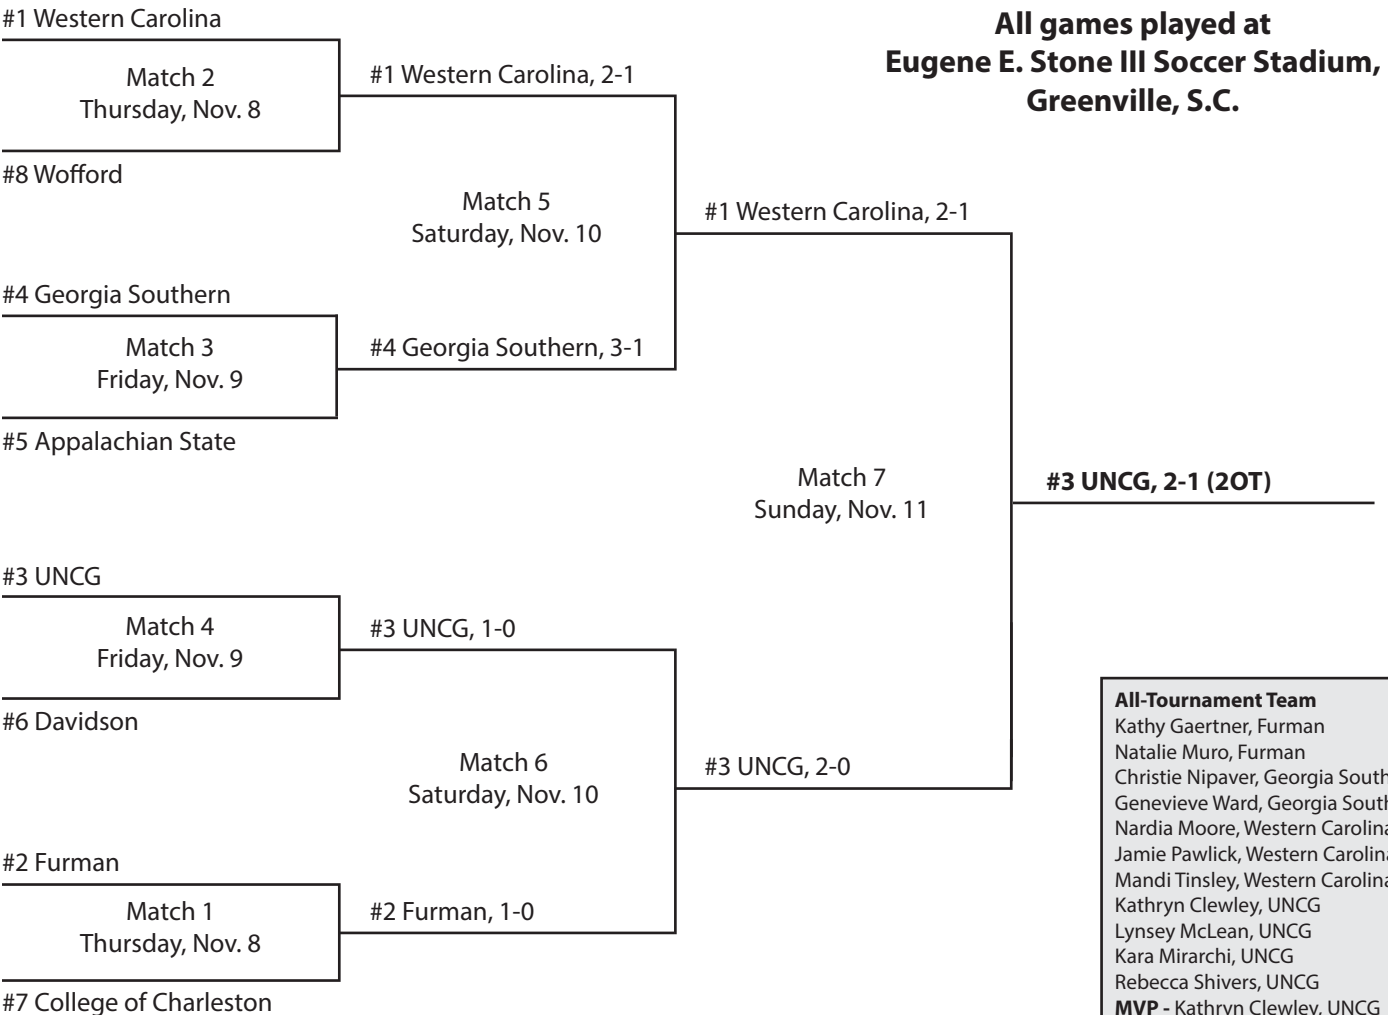 #1 Western Carolina
All games played at
Eugene E. Stone III Soccer Stadium,
Greenville, S.C.
Match 2
Thursday, Nov. 8
#1 Western Carolina, 2-1
#8 Wofford
Match 5
Saturday, Nov. 10
#1 Western Carolina, 2-1
#4 Georgia Southern
Match 3
Friday, Nov. 9
#4 Georgia Southern, 3-1
#5 Appalachian State
Match 7
Sunday, Nov. 11
#3 UNCG, 2-1 (2OT)
#3 UNCG
Match 4
Friday, Nov. 9
#3 UNCG, 1-0
#6 Davidson
Match 6
Saturday, Nov. 10
#3 UNCG, 2-0
#2 Furman
Match 1
Thursday, Nov. 8
#2 Furman, 1-0
#7 College of Charleston
All-Tournament Team
Kathy Gaertner, Furman
Natalie Muro, Furman
Christie Nipaver, Georgia South
Genevieve Ward, Georgia South
Nardia Moore, Western Carolina
Jamie Pawlick, Western Carolina
Mandi Tinsley, Western Carolina
Kathryn Clewley, UNCG
Lynsey McLean, UNCG
Kara Mirarchi, UNCG
Rebecca Shivers, UNCG
MVP - Kathryn Clewley, UNCG